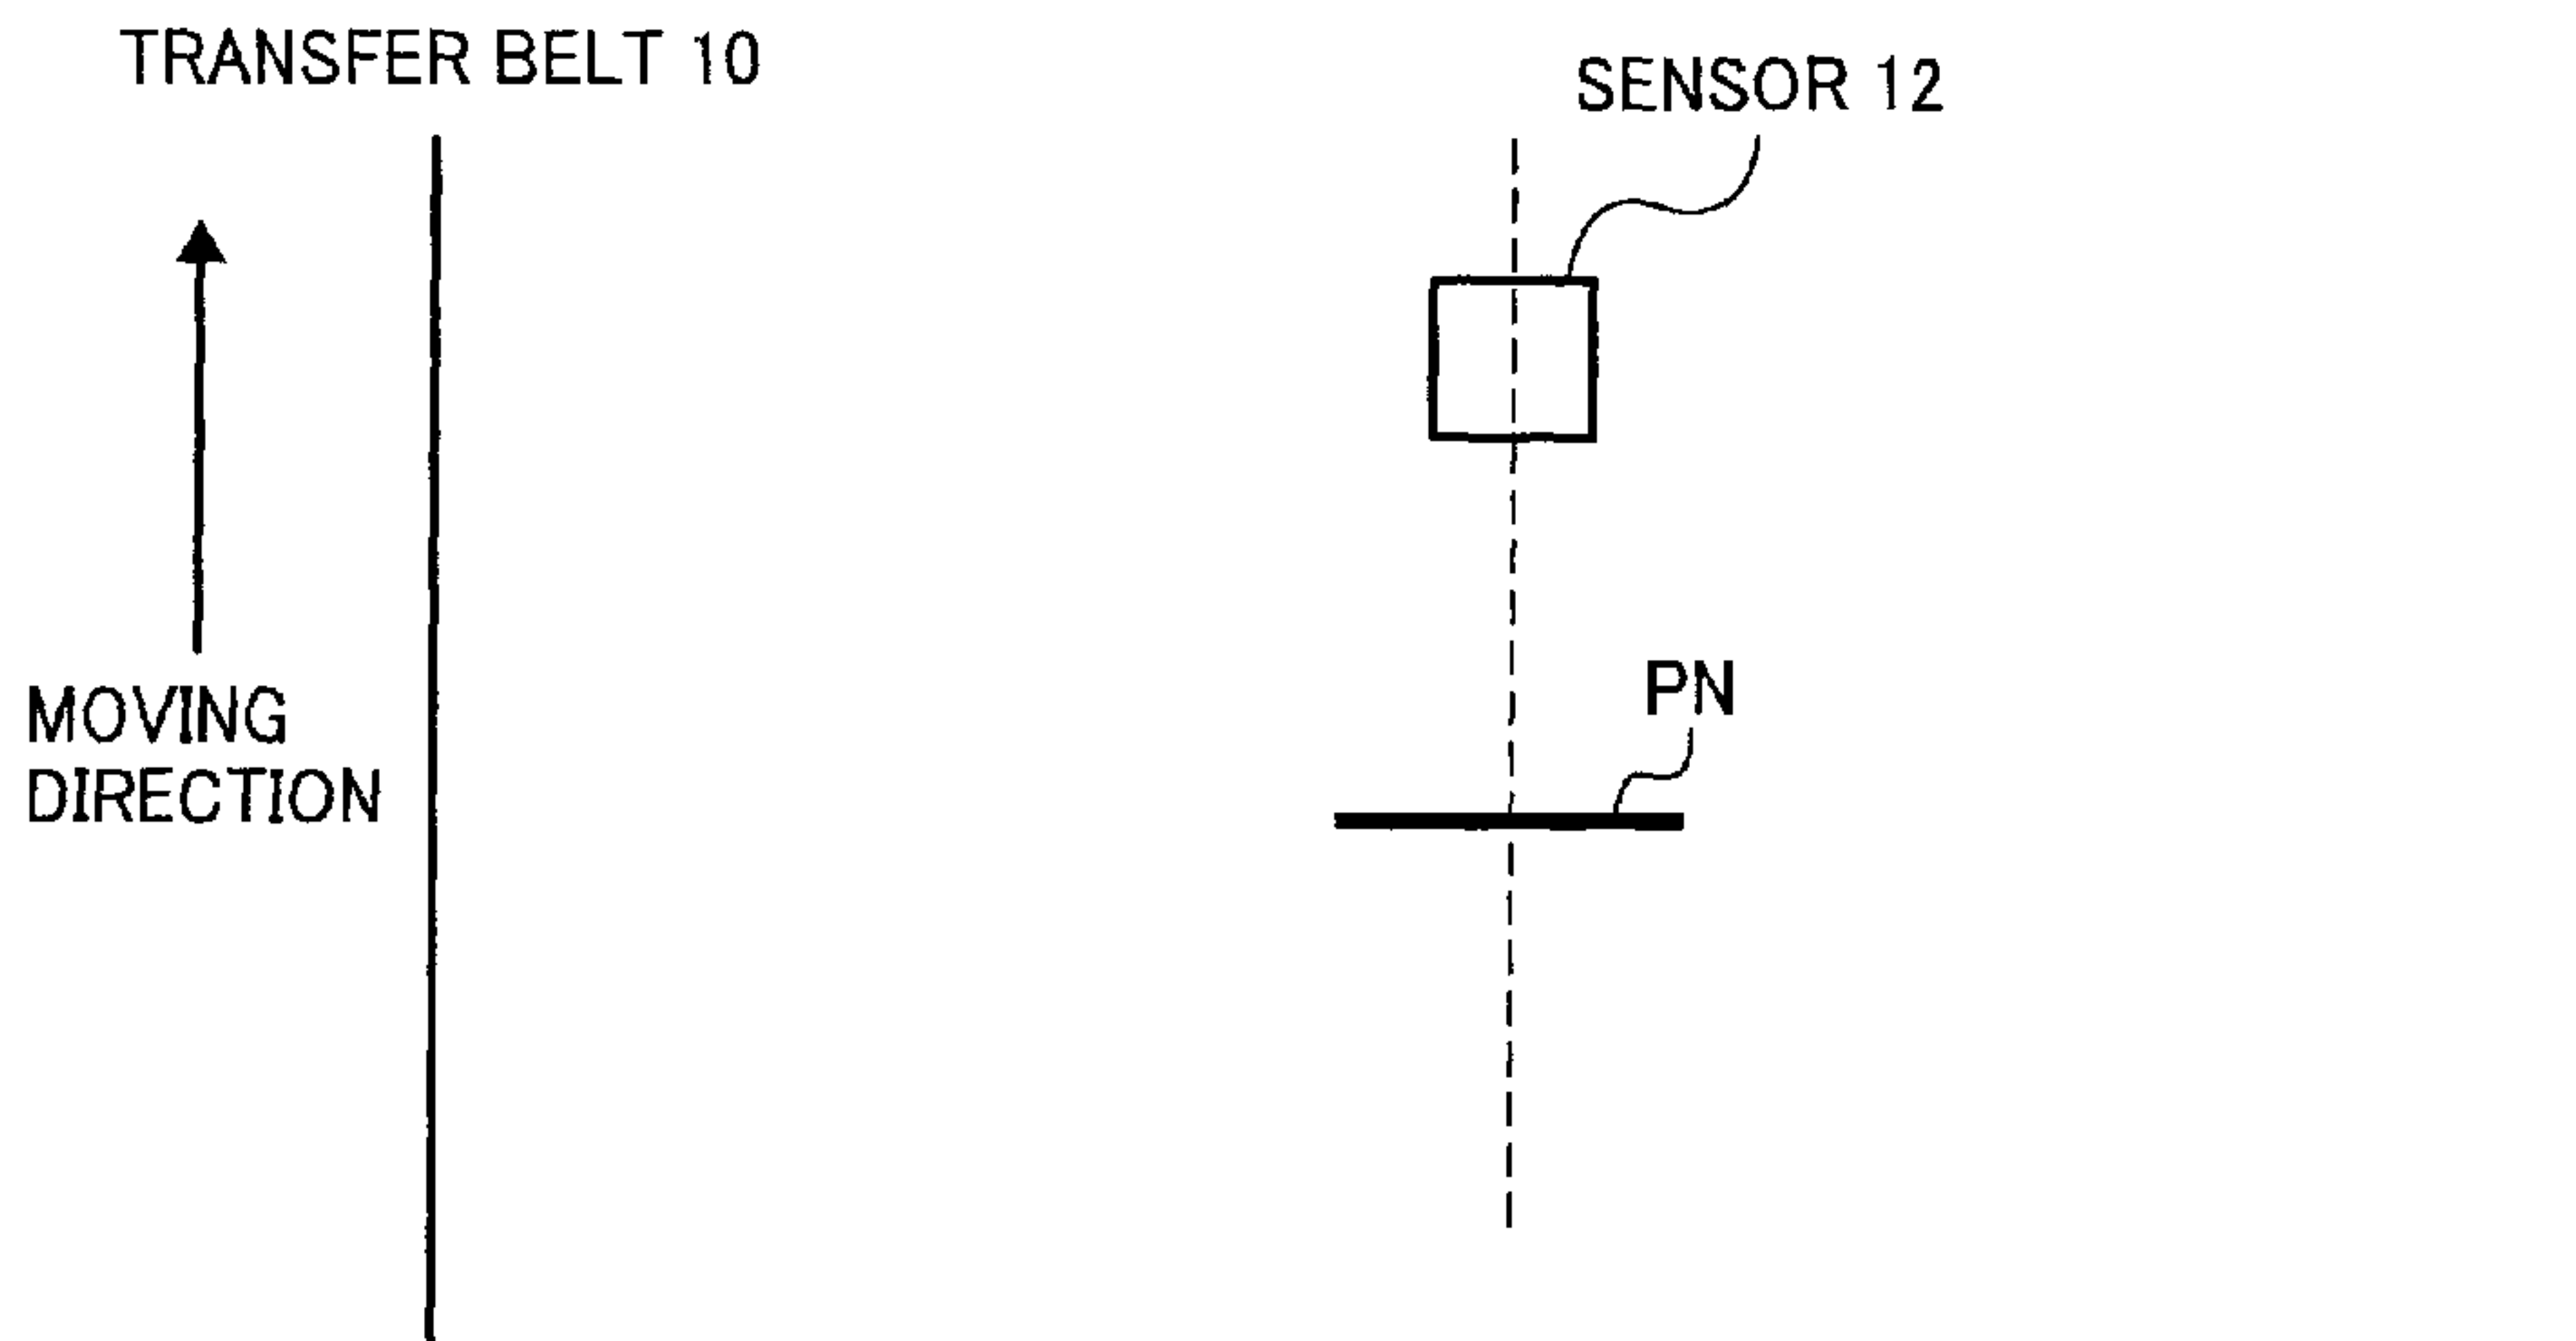 TRANSFER BELT 10
SENSOR 12
MOVING
DIRECTION
PN